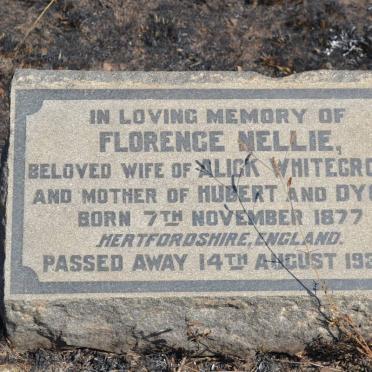 IN LOVING MEMORY OF
FLORENCE NELLIE,
BELOVED WIFE OF ALICK WHITEGRO
AND MOTHER OF HUBERT AND DY
BORN 7TH NOVEMBER 1877
HERTFORDSHIRE, ENGLAND.
PASSED AWAY 14TH AUGUST 193